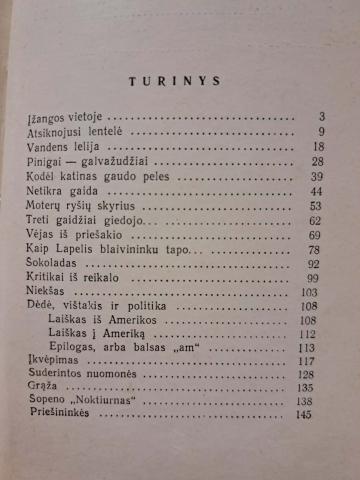 TURINYS
Įžangos vietoje 3
Atsiknojusi lentelė 9
Vandens lelija 18
Pinigai — galvažudžiai 28
Kodėl katinas gaudo peles 39
Netikra gaida 44
Moterų ryšių skyrius 53
Treti gaidžiai giedojo... 62
Vėjas iš priešakio 69
Kaip Lapelis blaivininku tapo... 78
Šokoladas 92
Kritikai iš reikalo 99
Niekšas 103
Dėdė, vištakis ir politika 108
Laiškas iš Amerikos 108
Laiškas į Ameriką 112
Epilogas, arba balsas „am" 113
Įkvėpimas 117
Suderintos nuomonės 128
Grąža 135
Šopeno „Noktiurnas" 138
Priešininkės 145